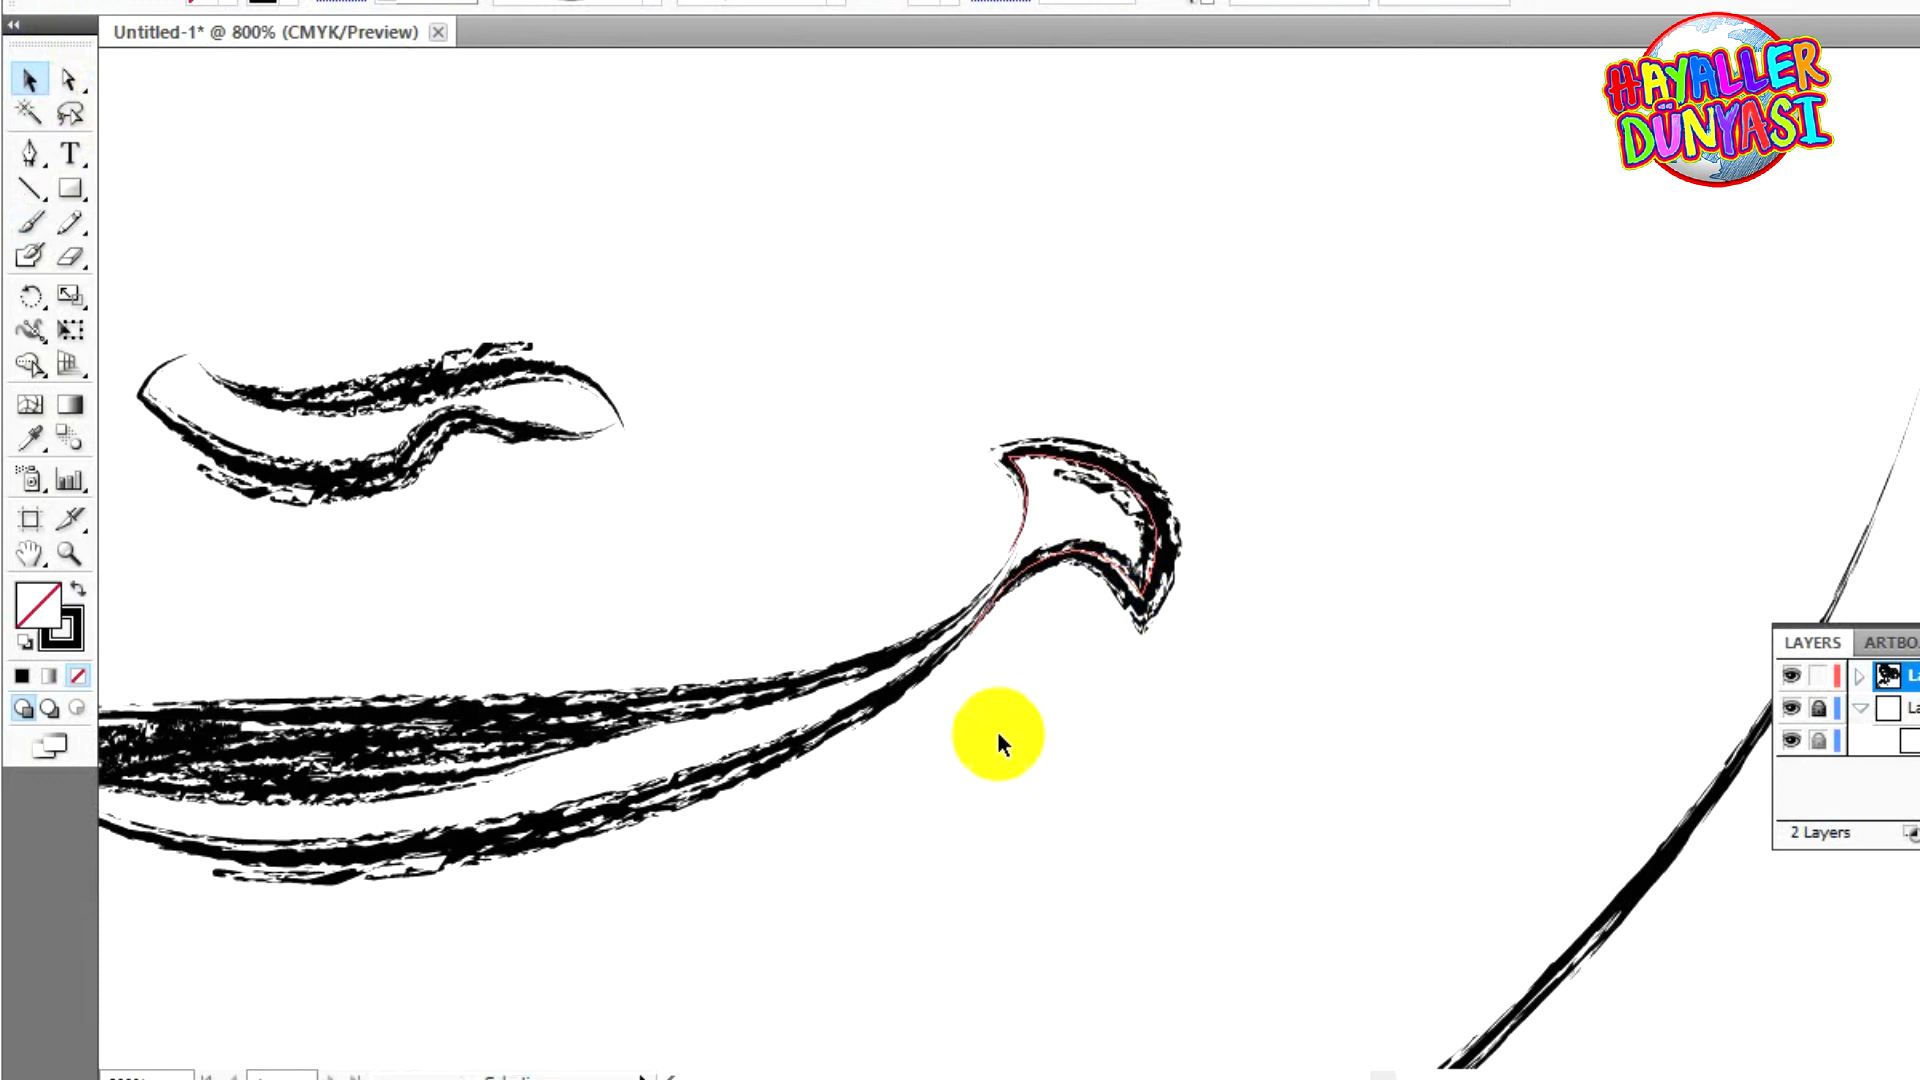 Untitled-1* @ 800% (CMYK/Preview)
HAYALLER
DÜNYASI
T
LAYERS ARTBO
2 Layers